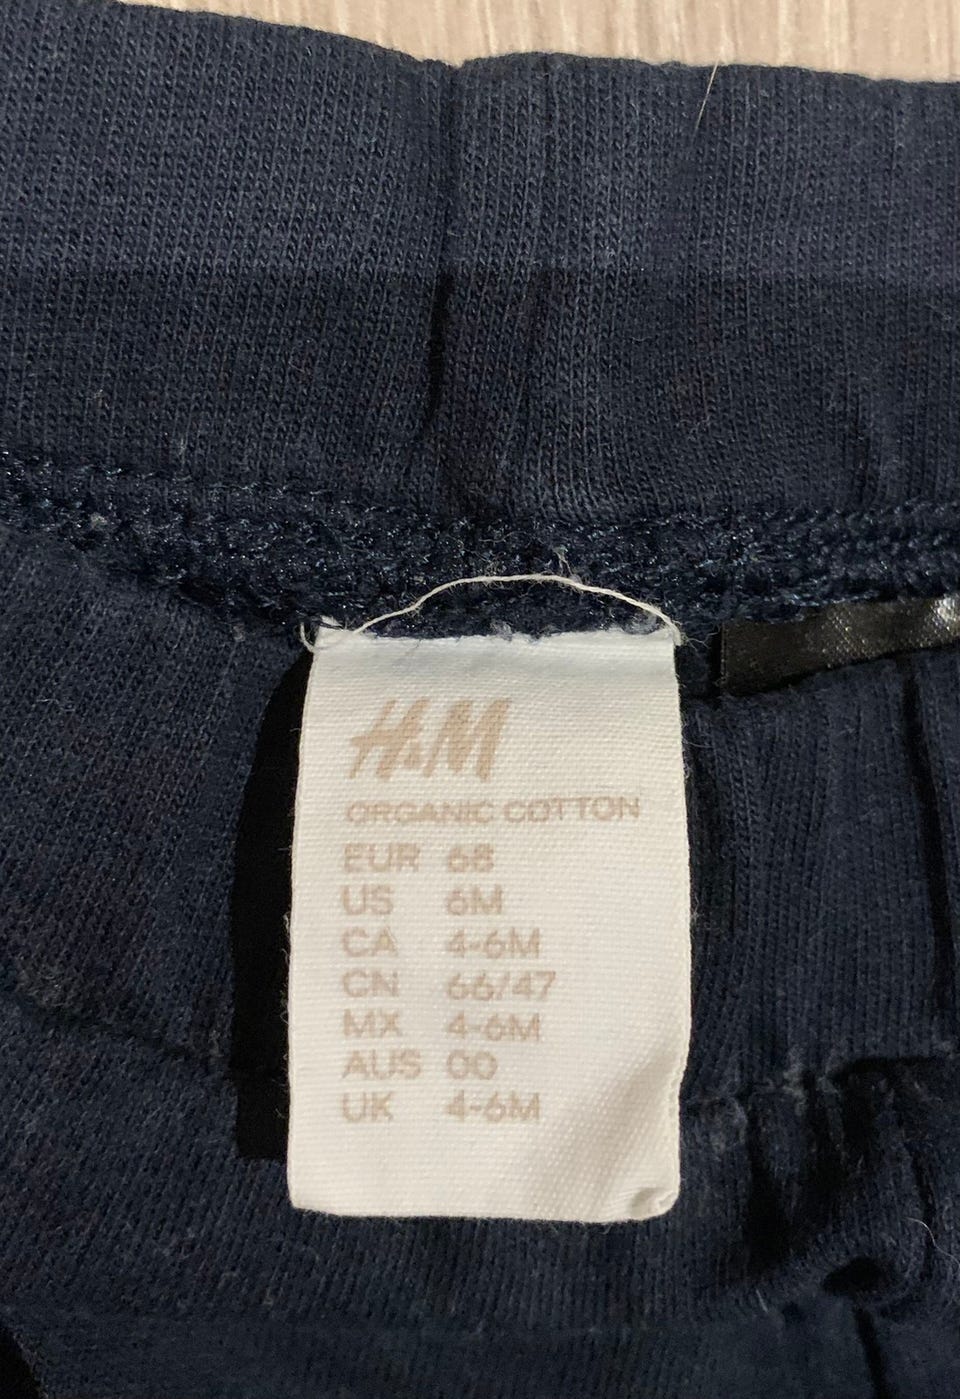 H&M
ORGANIC COTTON
EUR 68
US 6M
CA 4-6M
CN 66/47
MX 4-6M
AUS 00
UK 4-6M